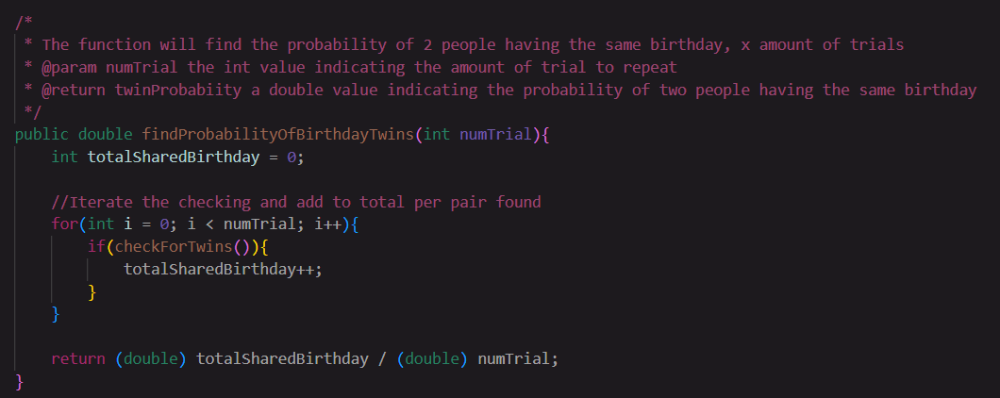 /*
 * The function will find the probability of 2 people having the same birthday, x amount of trials
 * @param numTrial the int value indicating the amount of trial to repeat
 * @return twinProbabiity a double value indicating the probability of two people having the same birthday
 */
public double findProbabilityOfBirthdayTwins(int numTrial){
    int totalSharedBirthday = 0;

    //Iterate the checking and add to total per pair found
    for(int i = 0; i < numTrial; i++){
        if(checkForTwins()){
            totalSharedBirthday++;
        }
    }

    return (double) totalSharedBirthday / (double) numTrial;
}